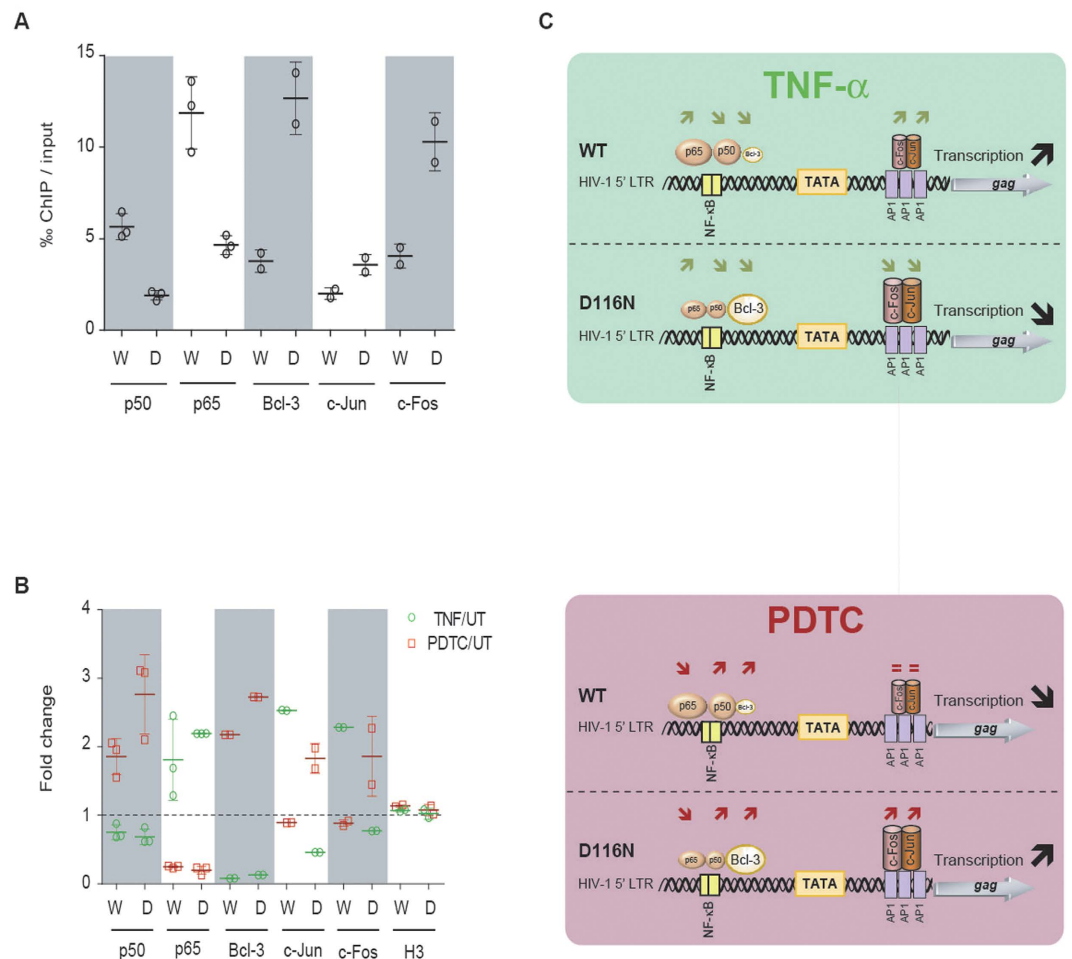 A
15
10
5
0
‰ ChIP / input
W D W D W D W D W D
p50 p65 Bcl-3 c-Jun c-Fos
B
4
3
2
1
0
Fold change
TNF/UT
PDTC/UT
W D W D W D W D W D W D
p50 p65 Bcl-3 c-Jun c-Fos H3
C
TNF-α
WT
p65 p50 Bcl-3
c-Fos c-Jun
Transcription
HIV-1 5' LTR
TATA
gag
NF-κB
AP1 AP1 AP1
D116N
p65 p50 Bcl-3
c-Fos c-Jun
Transcription
HIV-1 5' LTR
TATA
gag
NF-κB
AP1 AP1 AP1
PDTC
= =
WT
p65 p50 Bcl-3
c-Fos c-Jun
Transcription
HIV-1 5' LTR
TATA
gag
NF-κB
AP1 AP1 AP1
D116N
p65 p50 Bcl-3
c-Fos c-Jun
Transcription
HIV-1 5' LTR
TATA
gag
NF-κB
AP1 AP1 AP1